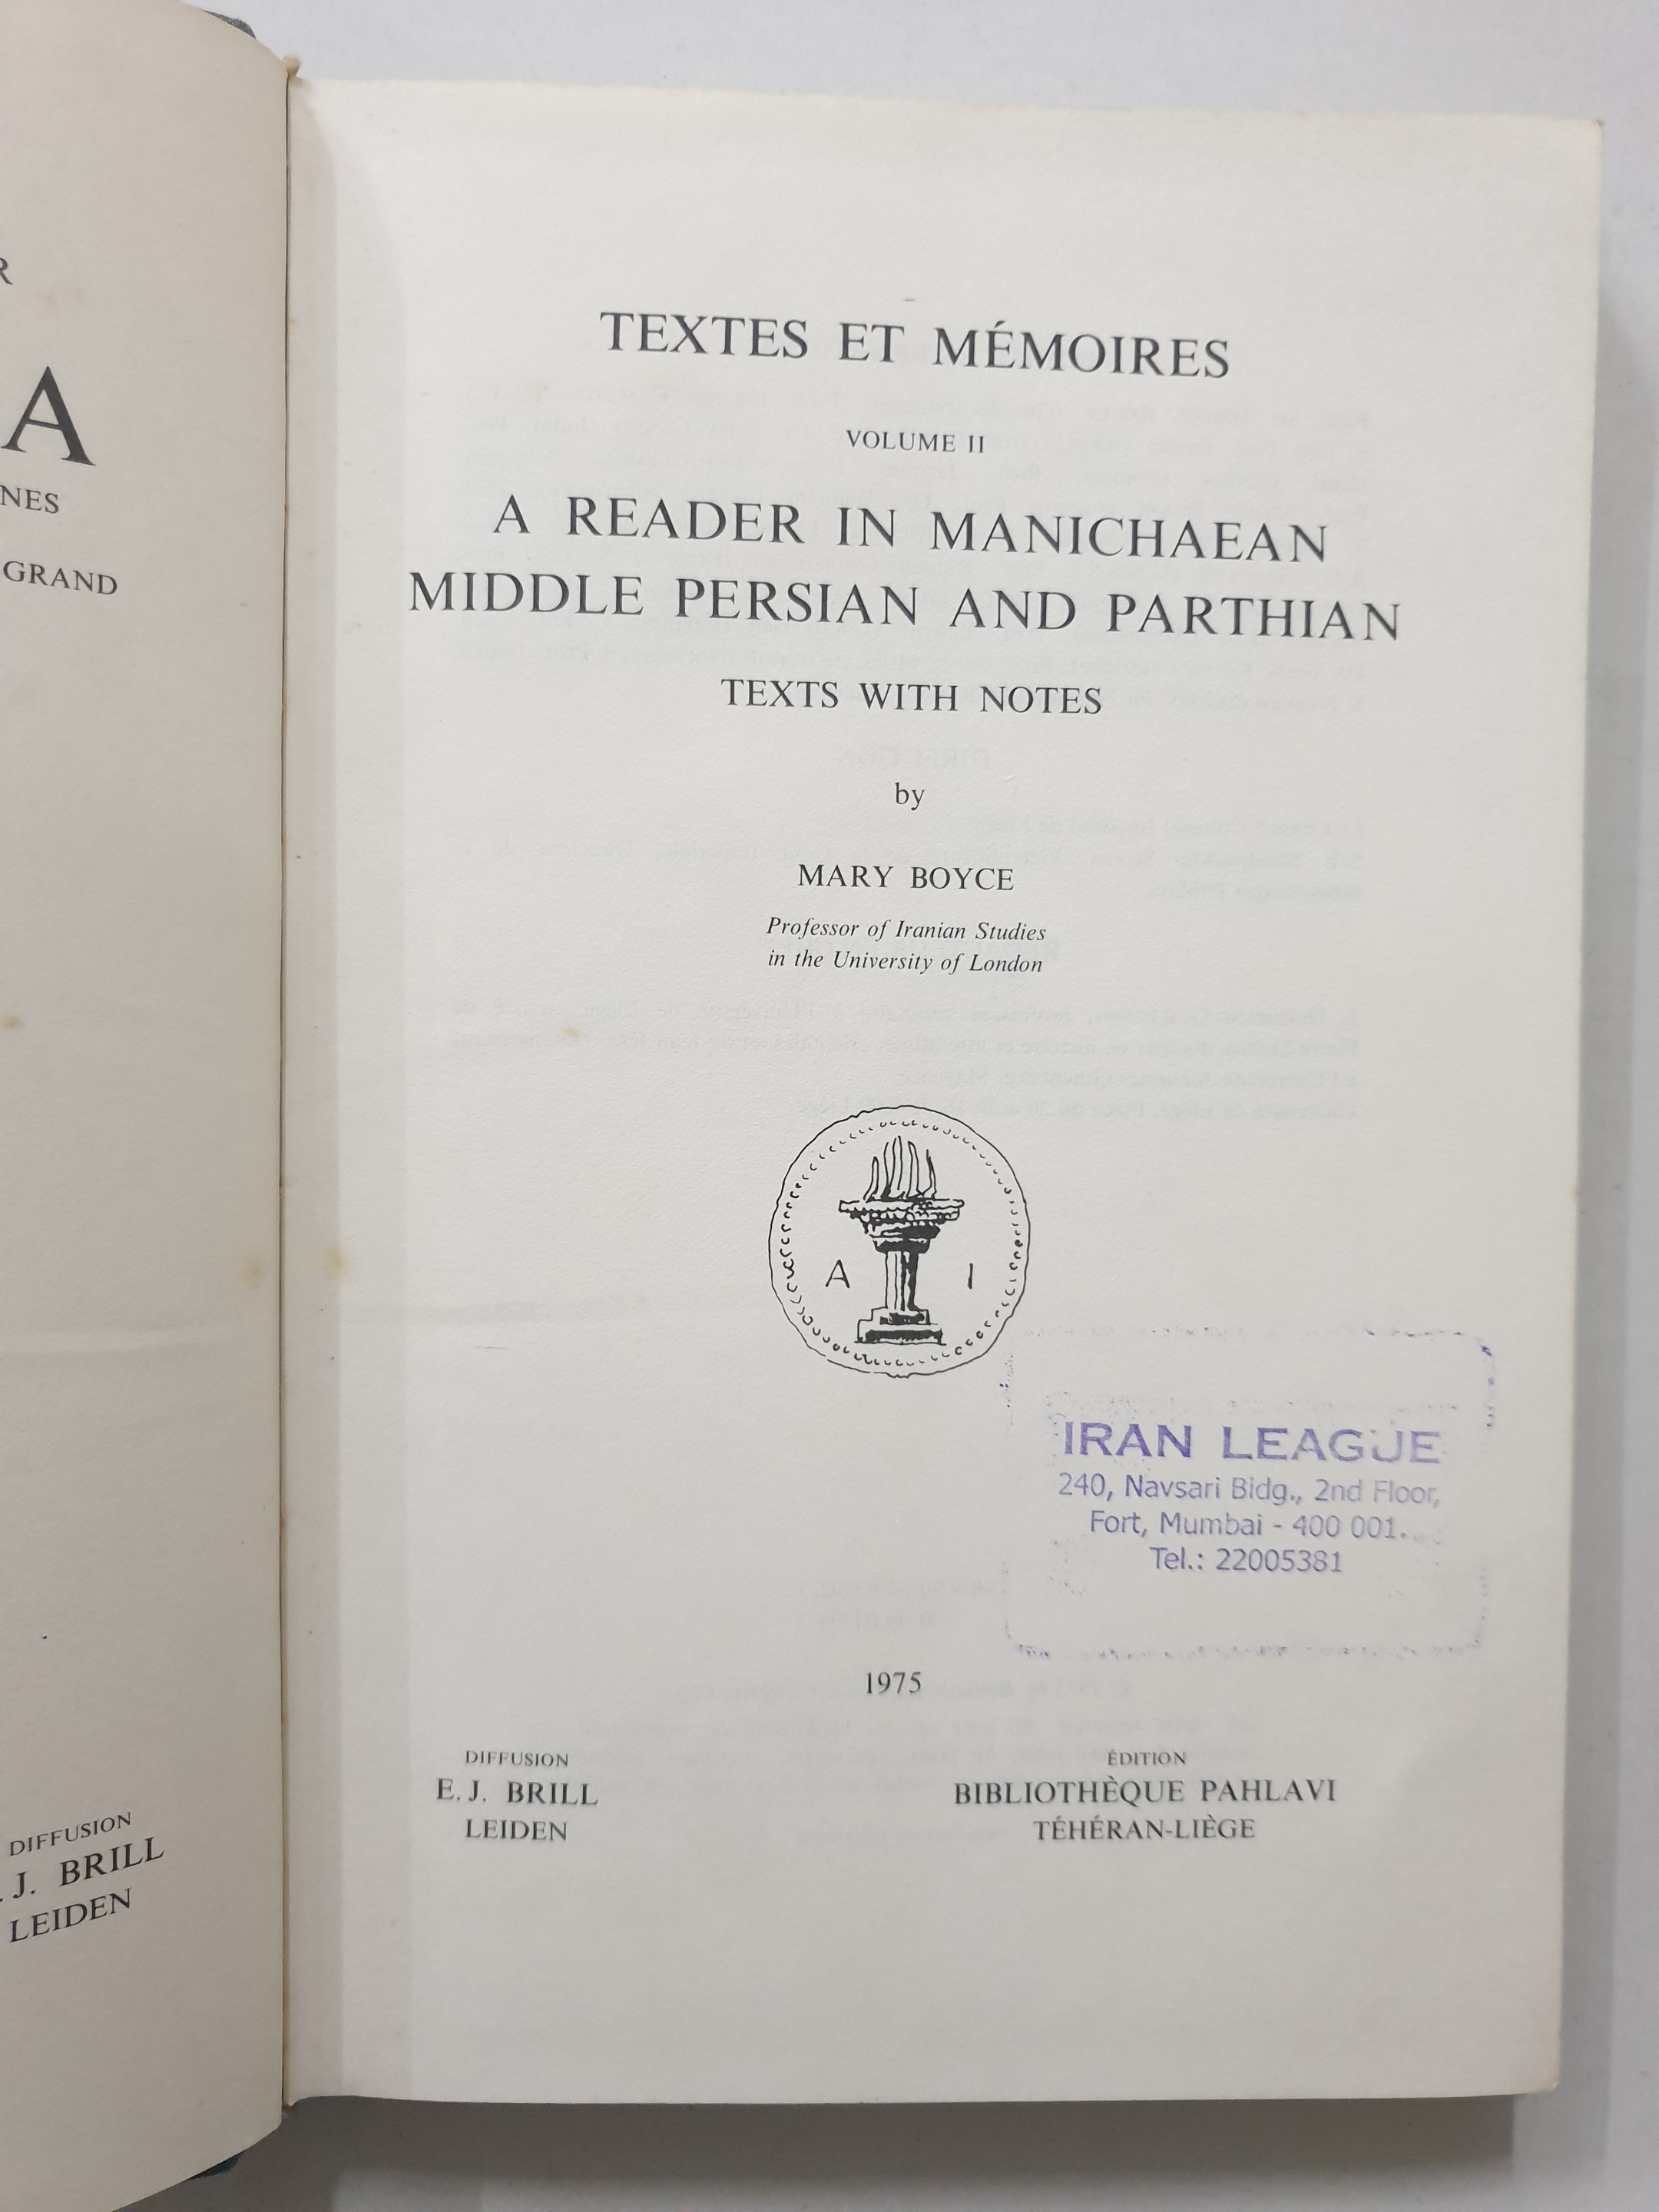 R
A
NES
GRAND
DIFFUSION
. J. BRILL
LEIDEN
TEXTES ET MÉMOIRES
VOLUME II
A READER IN MANICHAEAN
MIDDLE PERSIAN AND PARTHIAN
TEXTS WITH NOTES
by
MARY BOYCE
Professor of Iranian Studies
in the University of London
A I
IRAN LEAGUE
240, Navsari Bldg., 2nd Floor,
Fort, Mumbai - 400 001.
Tel.: 22005381
1975
DIFFUSION
E. J. BRILL
LEIDEN
ÉDITION
BIBLIOTHÈQUE PAHLAVI
TÉHÉRAN-LIÈGE